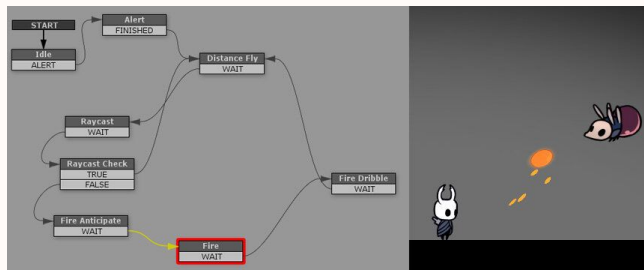 START
Alert
FINISHED
Idle
ALERT
Distance Fly
WAIT
Raycast
WAIT
Raycast Check
TRUE
FALSE
Fire Dribble
WAIT
Fire Anticipate
WAIT
Fire
WAIT